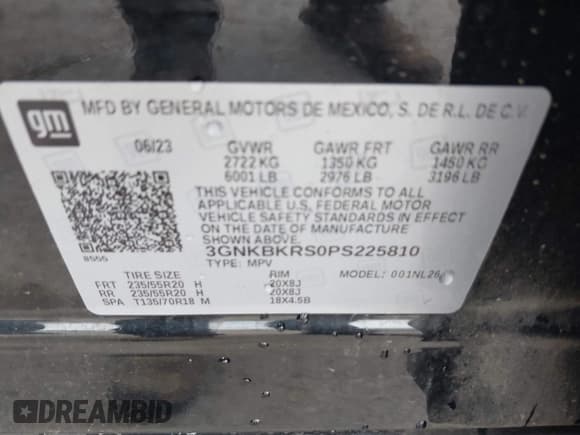 gm
MFD BY GENERAL MOTORS DE MEXICO, S. DE R.L. DE C.V.
06/23 GVWR GAWR FRT GAWR RR
2722 KG 1350 KG 1450 KG
6001 LB 2976 LB 3196 LB
THIS VEHICLE CONFORMS TO ALL
APPLICABLE U.S. FEDERAL MOTOR
VEHICLE SAFETY STANDARDS IN EFFECT
ON THE DATE OF MANUFACTURE
SHOWN ABOVE.
8555 3GNKBKRS0PS225810
TYPE: MPV MODEL: 001NL26
TIRE SIZE RIM
FRT 235/55R20 H 20X8J
RR 235/55R20 H 20X8J
SPA T135/70R18 M 18X4.5B
DREAMBID